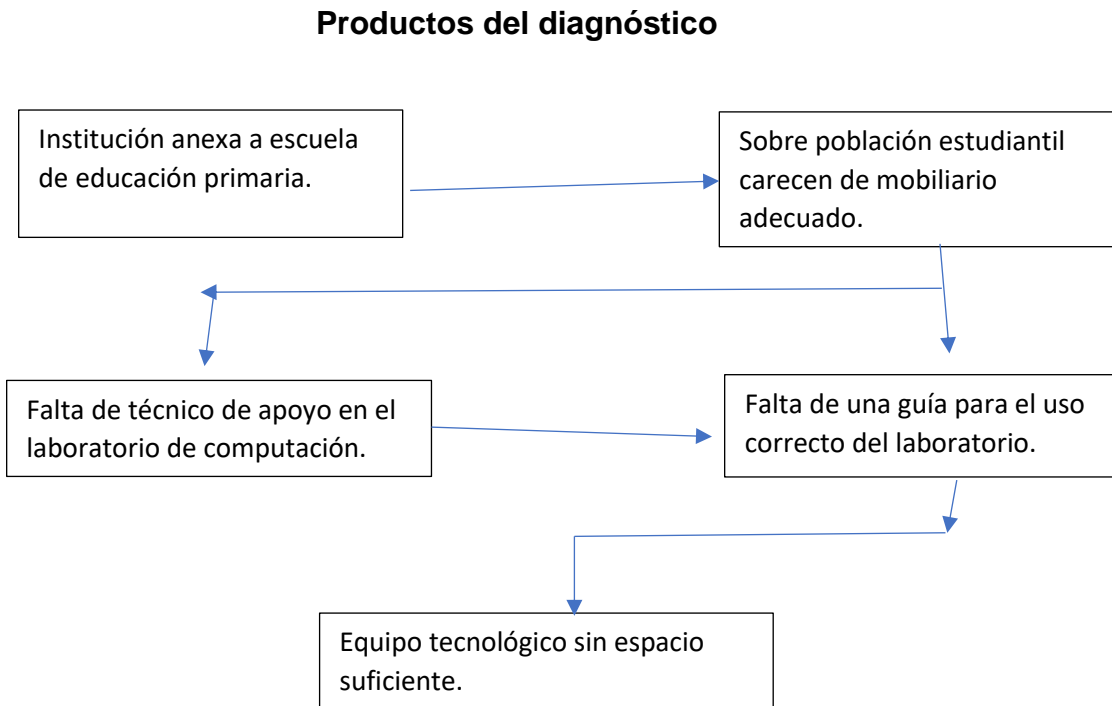 Productos del diagnóstico
Institución anexa a escuela
de educación primaria.
Sobre población estudiantil
carecen de mobiliario
adecuado.
Falta de técnico de apoyo en el
laboratorio de computación.
Falta de una guía para el uso
correcto del laboratorio.
Equipo tecnológico sin espacio
suficiente.